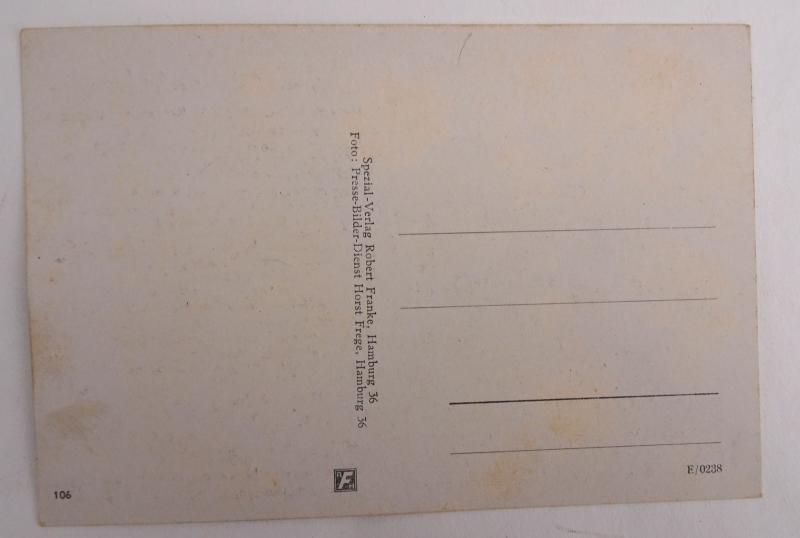 Spezial-Verlag Robert Franke, Hamburg 36
Foto: Presse-Bilder-Dienst Horst Frege, Hamburg 36
106
F
E/0238